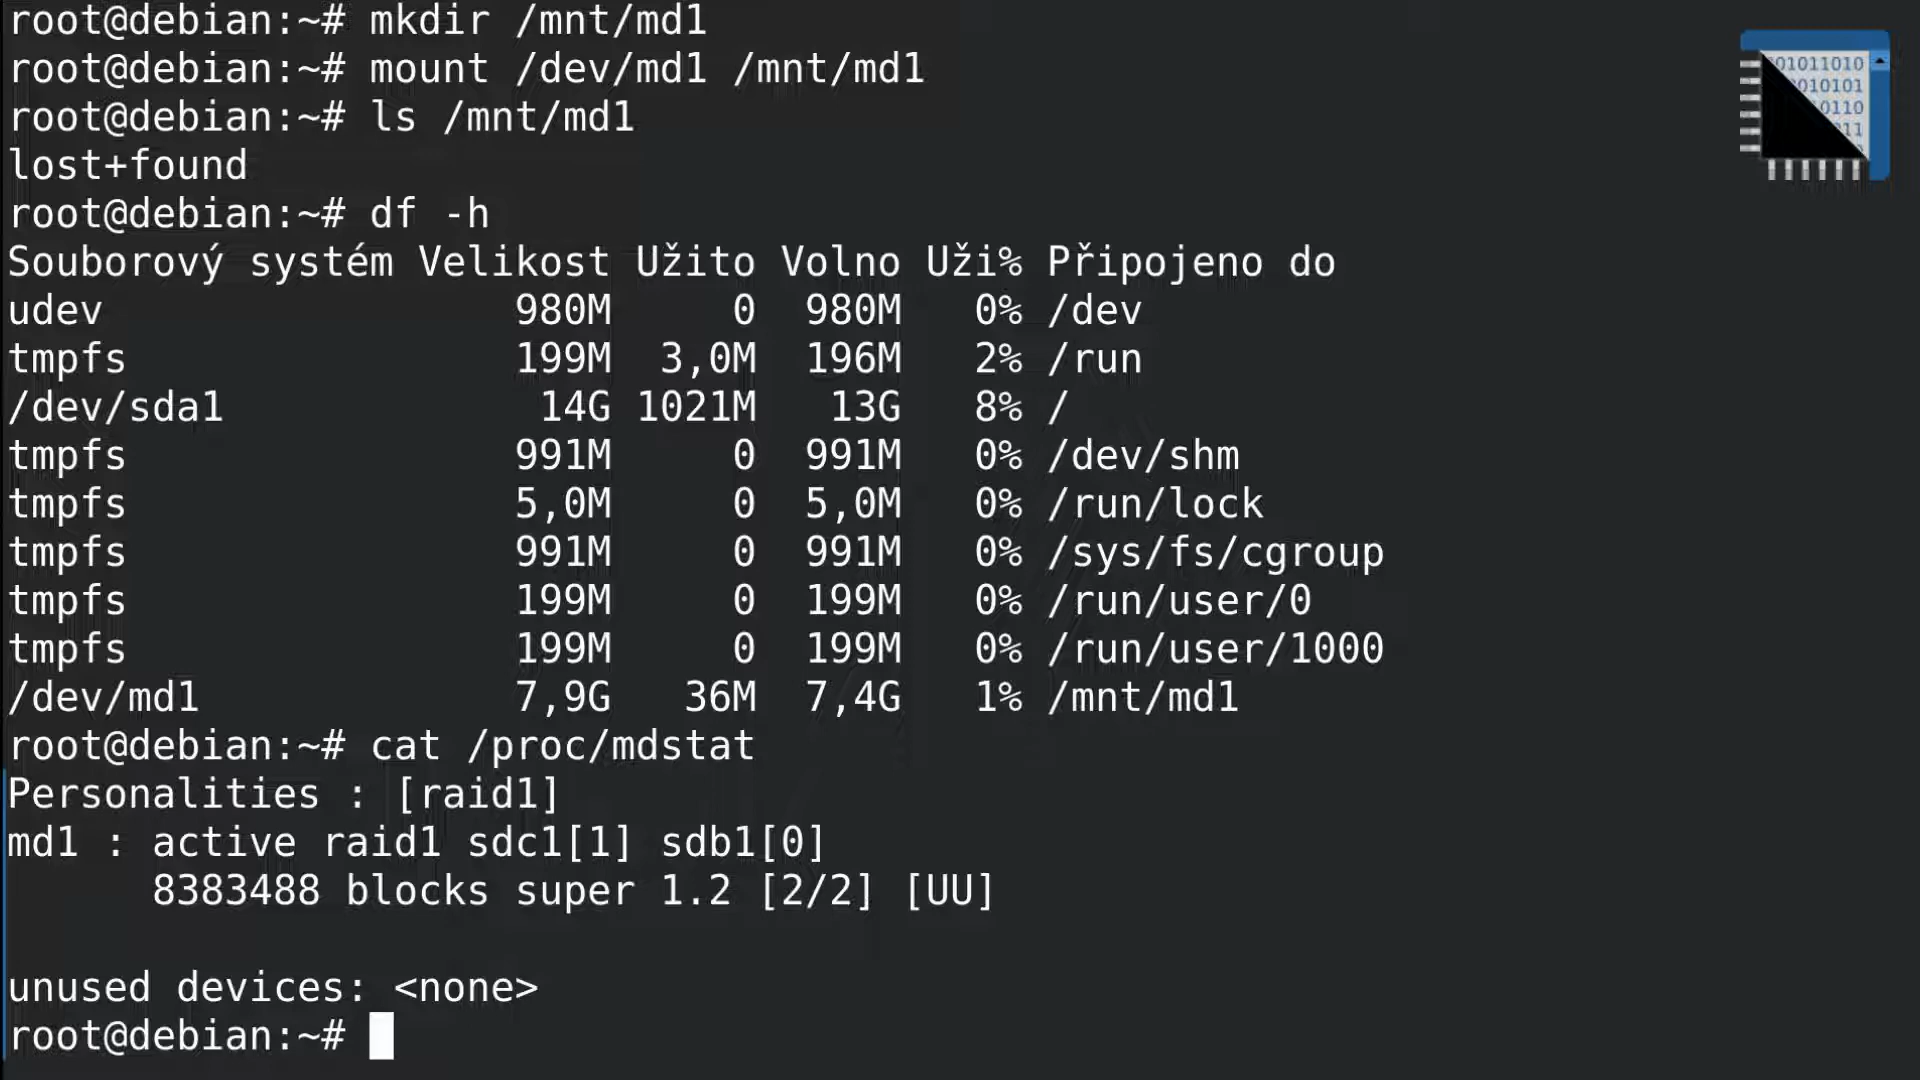 root@debian:~# mkdir /mnt/md1
root@debian:~# mount /dev/md1 /mnt/md1
root@debian:~# ls /mnt/md1
lost+found
root@debian:~# df -h
Souborový systém Velikost Užito Volno Uži% Připojeno do
udev                 980M     0  980M   0% /dev
tmpfs                199M  3,0M  196M   2% /run
/dev/sda1             14G 1021M   13G   8% /
tmpfs                991M     0  991M   0% /dev/shm
tmpfs                5,0M     0  5,0M   0% /run/lock
tmpfs                991M     0  991M   0% /sys/fs/cgroup
tmpfs                199M     0  199M   0% /run/user/0
tmpfs                199M     0  199M   0% /run/user/1000
/dev/md1             7,9G   36M  7,4G   1% /mnt/md1
root@debian:~# cat /proc/mdstat
Personalities : [raid1]
md1 : active raid1 sdc1[1] sdb1[0]
      8383488 blocks super 1.2 [2/2] [UU]
unused devices: <none>
root@debian:~#
01011010
010101
0110
011